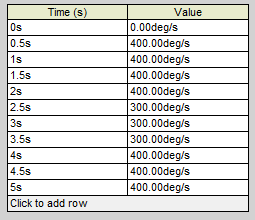 Time (s) Value
0s 0.00deg/s
0.5s 400.00deg/s
1s 400.00deg/s
1.5s 400.00deg/s
2s 400.00deg/s
2.5s 300.00deg/s
3s 300.00deg/s
3.5s 300.00deg/s
4s 400.00deg/s
4.5s 400.00deg/s
5s 400.00deg/s
Click to add row